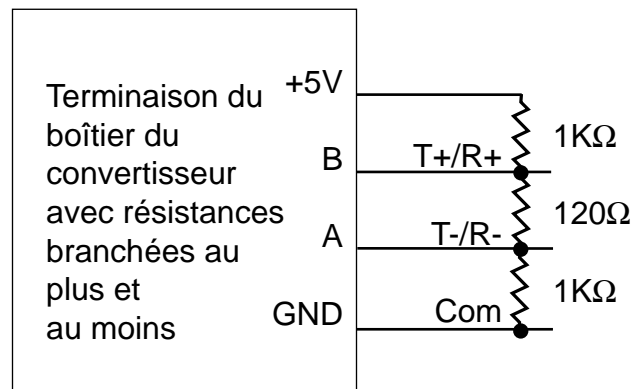 Terminaison du
boîtier du
convertisseur
avec résistances
branchées au
plus et
au moins
+5V
B
A
GND
T+/R+
T-/R-
Com
1KΩ
120Ω
1KΩ